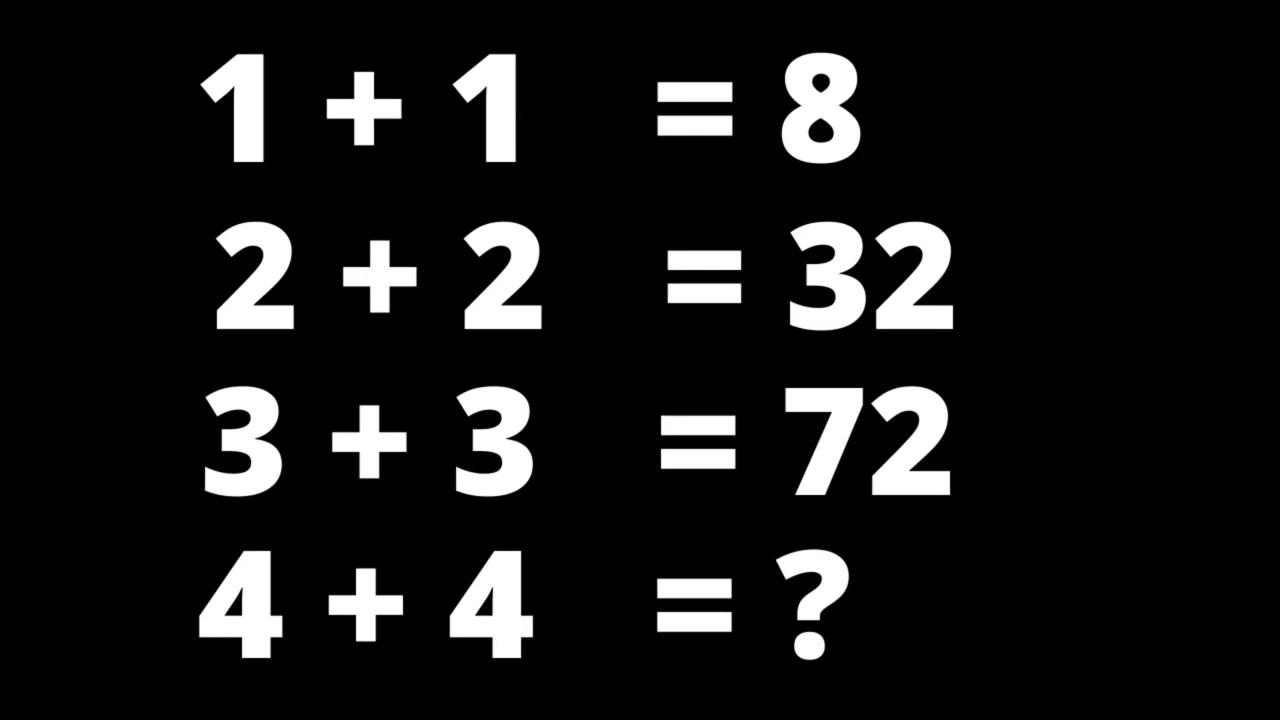 1 + 1 = 8
2 + 2 = 32
3 + 3 = 72
4 + 4 = ?